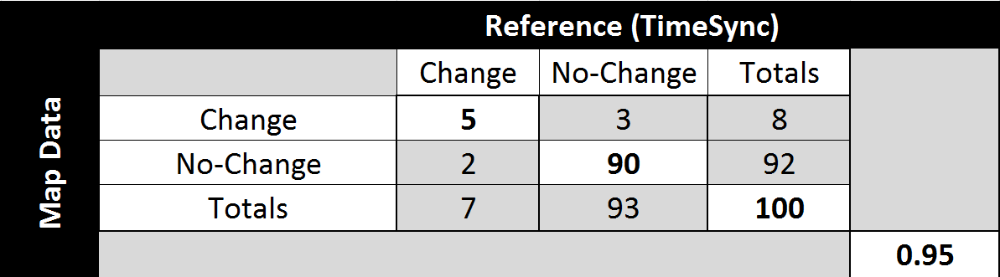 Reference (TimeSync)
Map Data
Change No-Change Totals
Change 5 3 8
No-Change 2 90 92
Totals 7 93 100
0.95